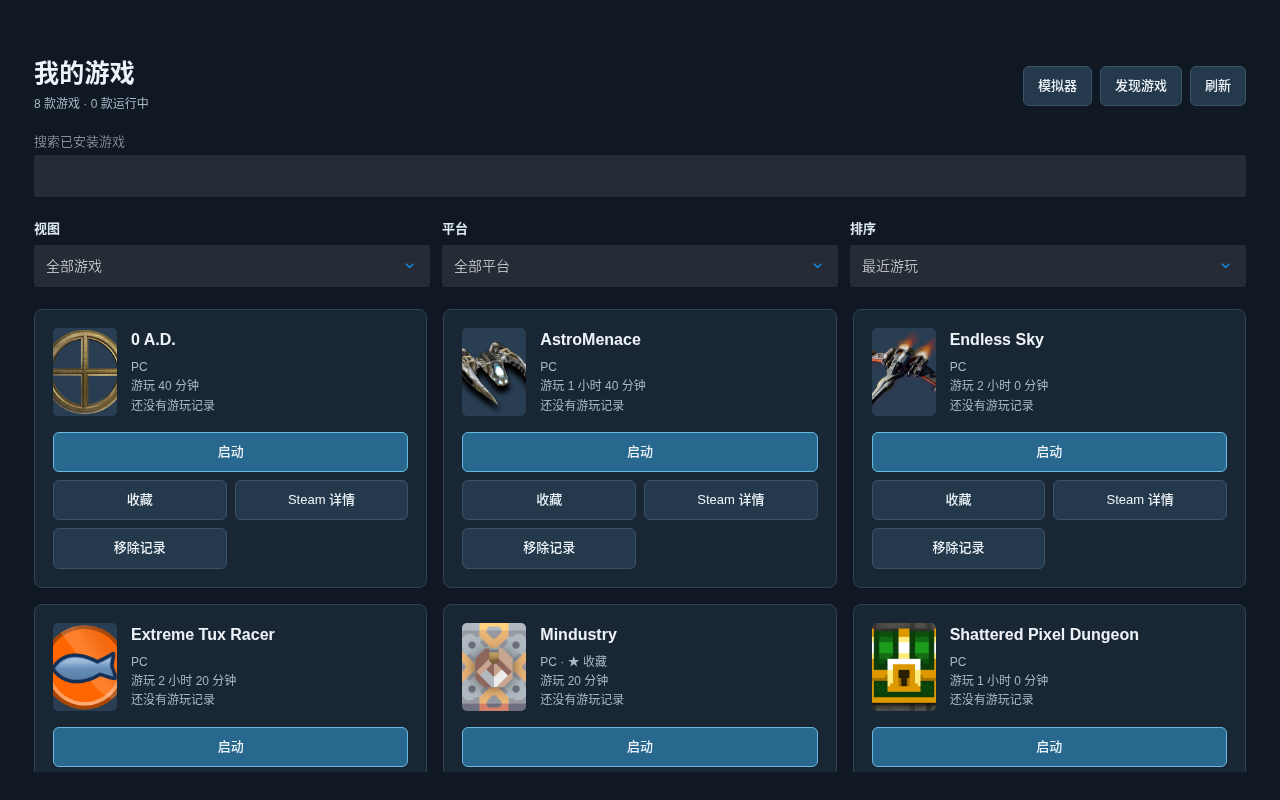 我的游戏
8 款游戏 · 0 款运行中
模拟器
发现游戏
刷新
搜索已安装游戏
视图
平台
排序
全部游戏
全部平台
最近游玩
0 A.D.
PC
游玩 40 分钟
还没有游玩记录
启动
收藏
Steam 详情
移除记录
AstroMenace
PC
游玩 1 小时 40 分钟
还没有游玩记录
启动
收藏
Steam 详情
移除记录
Endless Sky
PC
游玩 2 小时 0 分钟
还没有游玩记录
启动
收藏
Steam 详情
移除记录
Extreme Tux Racer
PC
游玩 2 小时 20 分钟
还没有游玩记录
启动
Mindustry
PC · ★ 收藏
游玩 20 分钟
还没有游玩记录
启动
Shattered Pixel Dungeon
PC
游玩 1 小时 0 分钟
还没有游玩记录
启动